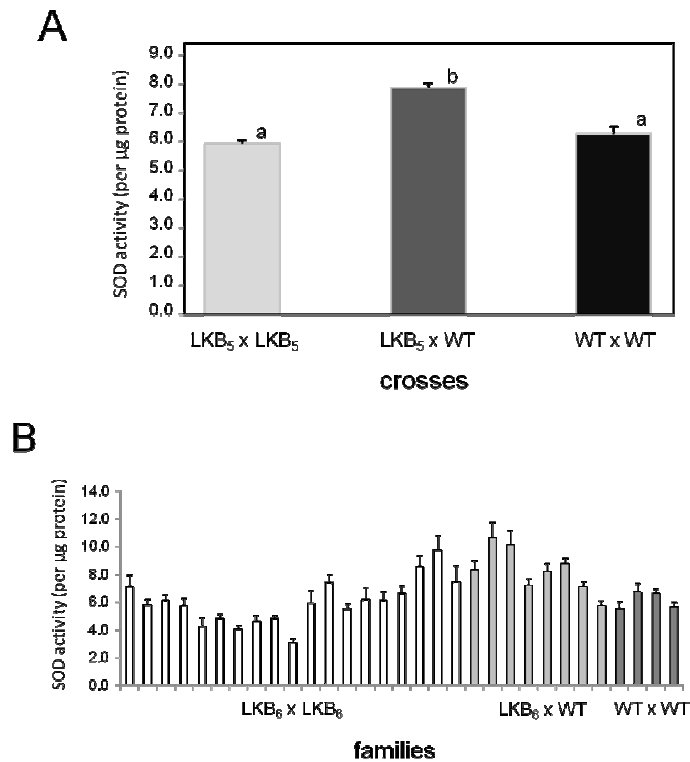 A
SOD activity (per µg protein)
9.0
8.0
7.0
6.0
5.0
4.0
3.0
2.0
1.0
0.0
a
b
a
LKB₅ x LKB₅
LKB₅ x WT
WT x WT
crosses
B
SOD activity (per µg protein)
14.0
12.0
10.0
8.0
6.0
4.0
2.0
0.0
LKB₆ x LKB₆
LKB₆ x WT
WT x WT
families